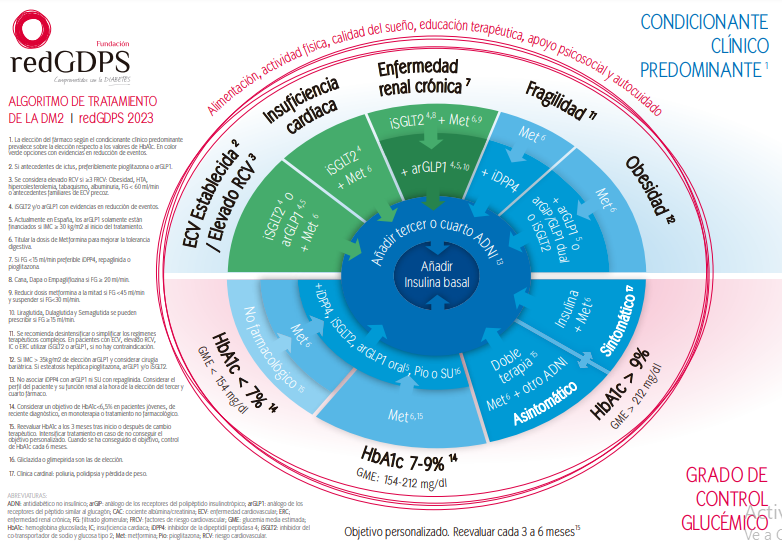 Fundación
redGDPS
Comprometidos con la DIABETES
ALGORITMO DE TRATAMIENTO
DE LA DM2 I redGDPS 2023
1. La elección del fármaco según el condicionante clínico predominante
prevalece sobre la elección respecto a los valores de HbA1c. En color
verde opciones con evidencias en reducción de eventos.
2. Si antecedentes de ictus, preferiblemente pioglitazona o arGLP1.
3. Se considera elevado RCV si ≥3 FRCV: Obesidad, HTA,
hipercolesterolemia, tabaquismo, albuminuria, FG < 60 ml/min
o antecedentes familiares de ECV precoz.
4. iSGLT2 y/o arGLP1 con evidencias en reducción de eventos.
5. Actualmente en España, los arGLP1 solamente están
financiados si IMC ≥ 30 kg/m2 al inicio del tratamiento.
6. Titular la dosis de Metformina para mejorar la tolerancia
digestiva.
7. Si FG <15 ml/min preferible iDPP4, repaglinida o
pioglitazona.
8. Cana, Dapa o Empagliflozina si FG ≥ 20 ml/min.
9. Reducir dosis metformina a la mitad si FG <45 ml/min
y suspender si FG<30 ml/min.
10. Liraglutida, Dulaglutida y Semaglutida se pueden
prescribir si FG ≥ 15 ml/min.
11. Se recomienda desintensificar o simplificar los regímenes
terapéuticos complejos. En pacientes con ECV, elevado RCV,
IC o ERC utilizar iSGLT2 o arGLP1, si no hay contraindicación.
12. Si IMC > 35kg/m2 de elección arGLP1 y considerar cirugía
bariátrica. Si esteatosis hepática pioglitazona, arGLP1 y/o iSGLT2.
13. No asociar iDPP4 con arGLP1 ni SU con repaglinida. Considerar el
perfil del paciente y su función renal a la hora de la elección del tercer y
cuarto fármaco.
14. Considerar un objetivo de HbA1c<6,5% en pacientes jóvenes, de
reciente diagnóstico, en monoterapia o tratamiento no farmacológico.
15. Reevaluar HbA1c a los 3 meses tras inicio o después de cambio
terapéutico. Intensificar tratamiento en caso de no conseguir el
objetivo personalizado. Cuando se ha conseguido el objetivo, control
de HbA1c cada 6 meses.
16. Gliclazida o glimepirida son las de elección.
17. Clínica cardinal: poliuria, polidipsia y pérdida de peso.
ABREVIATURAS:
ADNI: antidiabético no insulínico; arGIP: análogo de los receptores del polipéptido insulinotrópico; arGLP1: análogo de los
receptores del péptido similar al glucagón; CAC: cociente albúmina/creatinina; ECV: enfermedad cardiovascular; ERC:
enfermedad renal crónica, FG: filtrado glomerular; FRCV: factores de riesgo cardiovascular, GME: glucemia media estimada;
HbA1c: hemoglobina glucosilada; IC, insuficiencia cardíaca; iDPP4: inhibidor de la dipeptidil peptidasa 4, iSGLT2: inhibidor del
co-transportador de sodio y glucosa tipo 2; Met: metformina; Pio: pioglitazona; RCV: riesgo cardiovascular.
Alimentación, actividad física, calidad del sueño, educación terapéutica, apoyo psicosocial y autocuidado
CONDICIONANTE
CLÍNICO
PREDOMINANTE 1
ECV Establecida 2
/ Elevado RCV 3
iSGLT2 4 o
arGLP1 4,5
+ Met 6
Insuficiencia
cardíaca
iSGLT2 4
+ Met 6
Enfermedad
renal crónica 7
iSGLT2 4,8 + Met 6,9
+ arGLP1 4,5,10
Fragilidad 11
Met 6
+ iDPP4
Obesidad 12
Met 6
+ arGLP1 5 o
arGIP/GLP1 dual
o iSGLT2
Añadir tercer o cuarto ADNI 13
Añadir
Insulina basal
No farmacológico 15
Met 6
+iDPP4, iSGLT2, arGLP1 oral5, Pio o SU16
Met 6,15
Doble
terapia 15
Met 6 + otro ADNI
Asintomático
Insulina
+ Met 6
Sintomático 17
HbA1c < 7% 14
GME < 154 mg/dl
HbA1c 7-9% 14
GME: 154-212 mg/dl
HbA1c > 9%
GME > 212 mg/dl
GRADO DE
CONTROL
GLUCÉMICO
Objetivo personalizado. Reevaluar cada 3 a 6 meses15
Activ
Ve a C